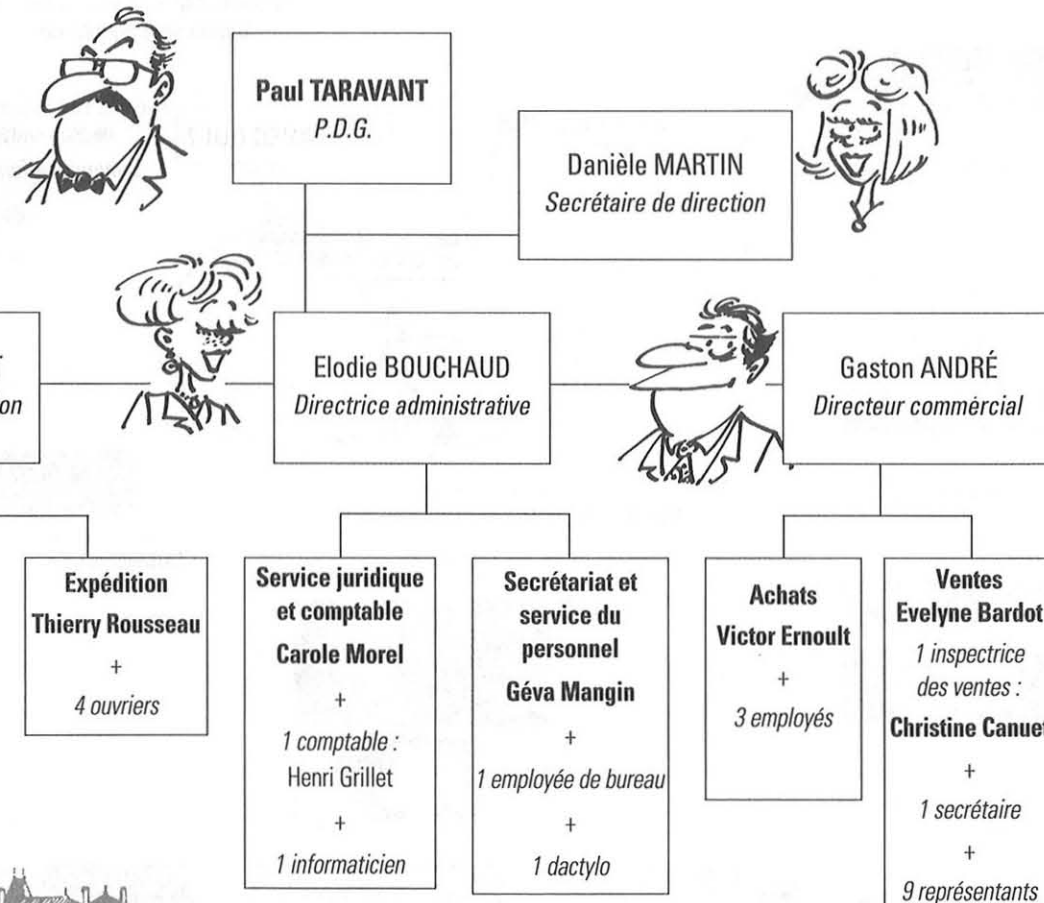 Paul TARAVANT
P.D.G.
Danièle MARTIN
Secrétaire de direction
on
Elodie BOUCHAUD
Directrice administrative
Gaston ANDRÉ
Directeur commercial
Expédition
Thierry Rousseau
+
4 ouvriers
Service juridique
et comptable
Carole Morel
+
1 comptable :
Henri Grillet
+
1 informaticien
Secrétariat et
service du
personnel
Géva Mangin
+
1 employée de bureau
+
1 dactylo
Achats
Victor Ernoult
+
3 employés
Ventes
Evelyne Bardot
1 inspectrice
des ventes :
Christine Canuet
+
1 secrétaire
+
9 représentants